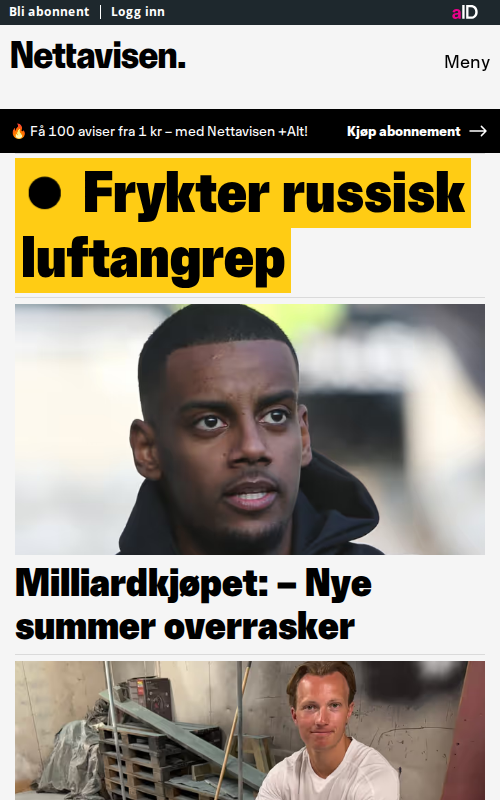 Bli abonnent | Logg inn
aID
Nettavisen.
Meny
🔥 Få 100 aviser fra 1 kr – med Nettavisen +Alt!
Kjøp abonnement →
● Frykter russisk
luftangrep
Milliardkjøpet: – Nye
summer overrasker